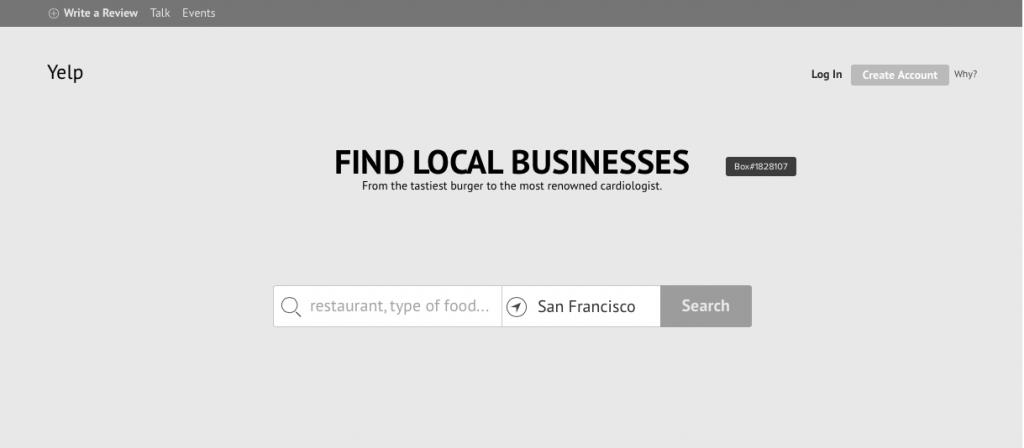 Write a Review Talk Events
Yelp
Log In Create Account Why?
FIND LOCAL BUSINESSES
Box#1828107
From the tastiest burger to the most renowned cardiologist.
restaurant, type of food... San Francisco Search